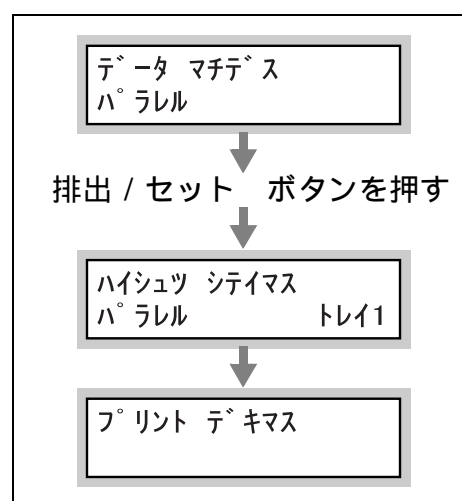 データ マチデス
パラレル
排出 / セット ボタンを押す
ハイシュツ シテイマス
パラレル トレイ1
プリント デキマス